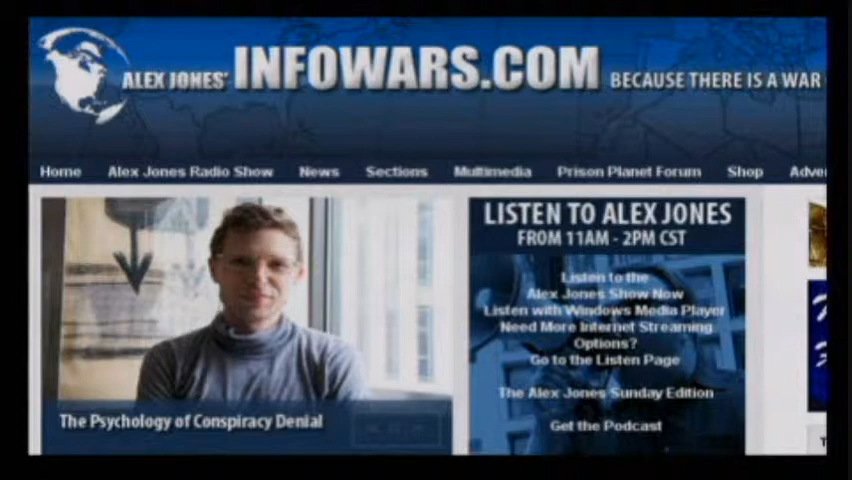 ALEX JONES' INFOWARS.COM BECAUSE THERE IS A WAR
Home Alex Jones Radio Show News Sections Multimedia Prison Planet Forum Shop
LISTEN TO ALEX JONES
FROM 11AM - 2PM CST
Listen to the
Alex Jones Show Now
Listen with Windows Media Player
Need More Internet Streaming
Options?
Go to the Listen Page
The Alex Jones Sunday Edition
Get the Podcast
The Psychology of Conspiracy Denial